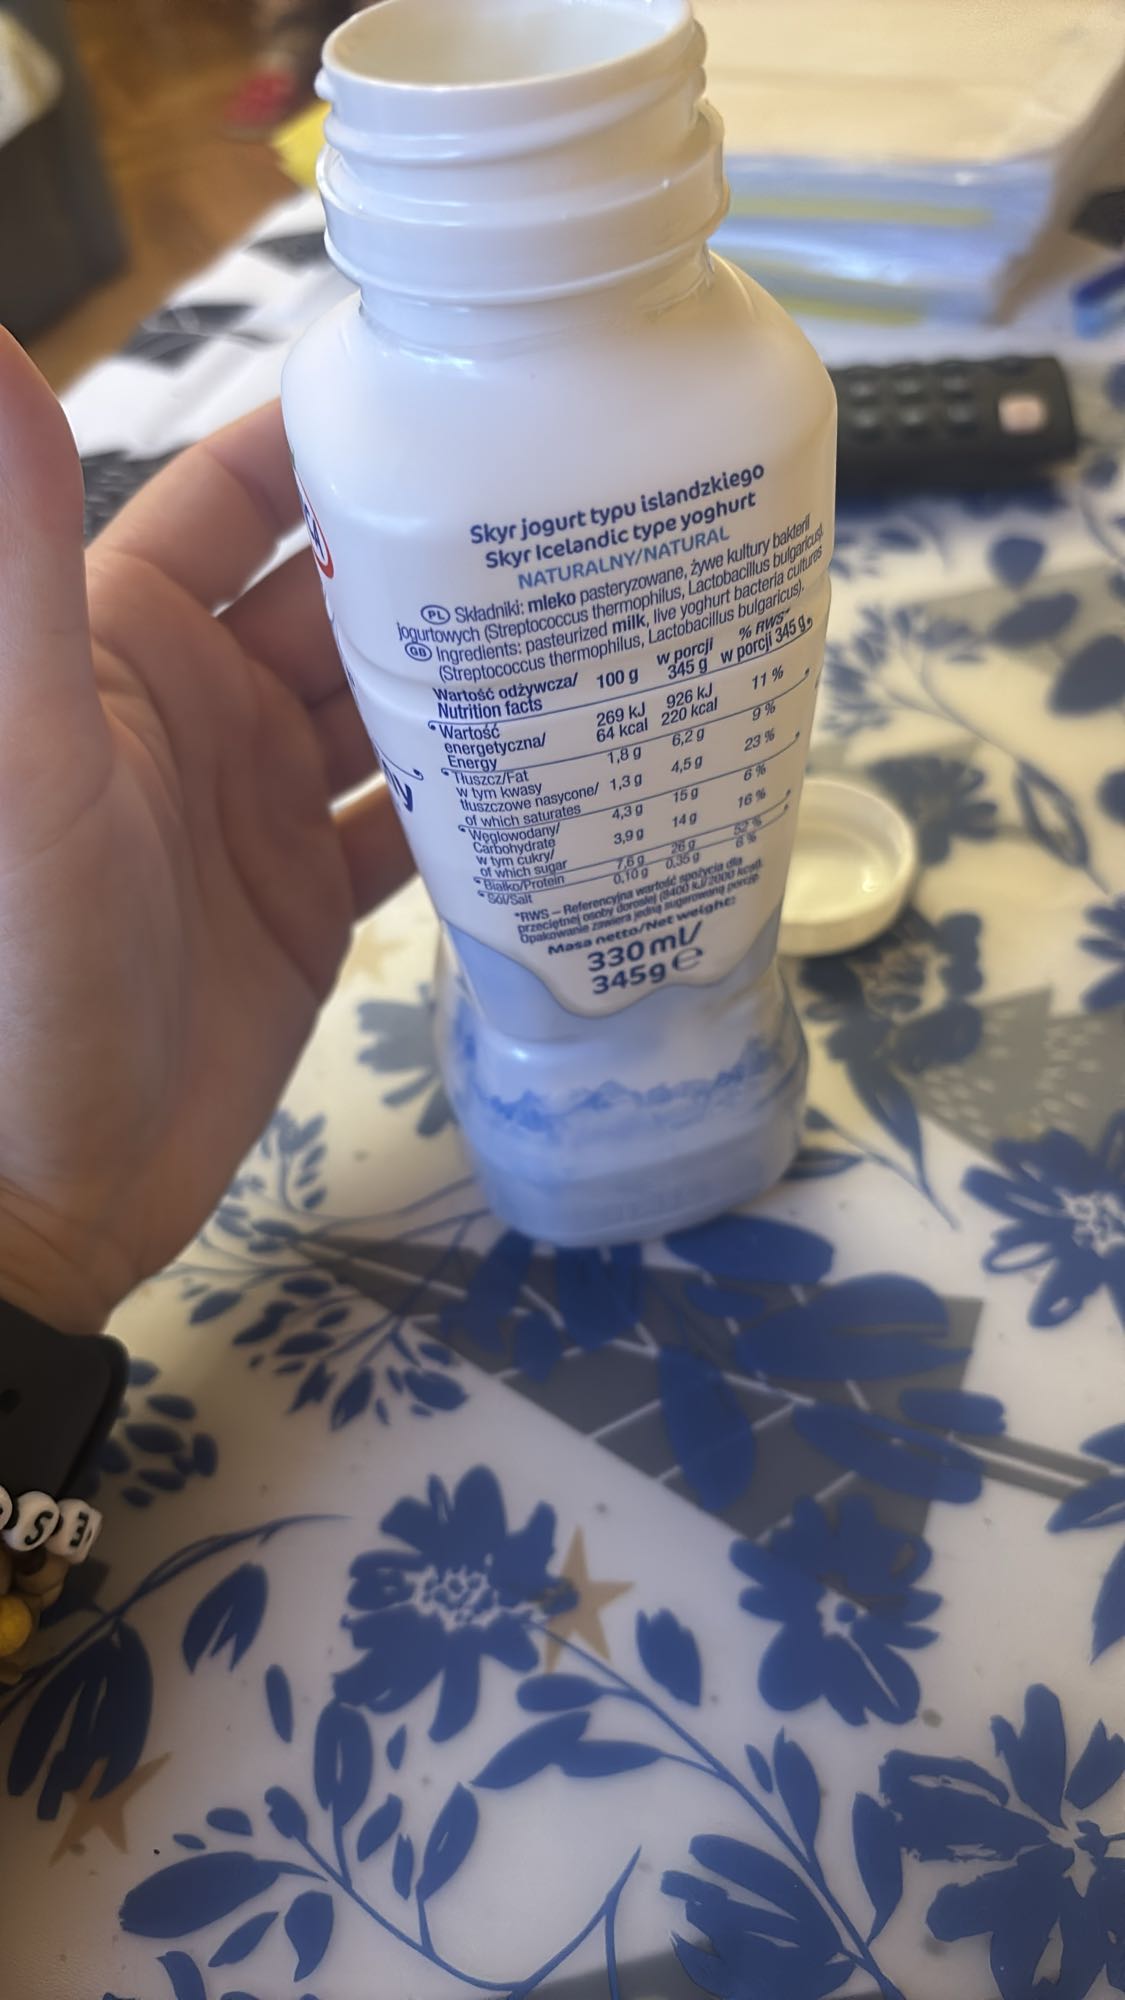 Skyr jogurt typu islandzkiego
Skyr Icelandic type yoghurt
NATURALNY/NATURAL
PL Składniki: mleko pasteryzowane, żywe kultury bakterii
jogurtowych (Streptococcus thermophilus, Lactobacillus bulgaricus).
GB Ingredients: pasteurized milk, live yoghurt bacteria cultures
(Streptococcus thermophilus, Lactobacillus bulgaricus).
Wartość odżywcza/ Nutrition facts 100 g w porcji 345 g % RWS* w porcji 345 g
Wartość energetyczna/ Energy 269 kJ 64 kcal 926 kJ 220 kcal 11 %
Tłuszcz/Fat 1,8 g 6,2 g 9 %
w tym kwasy tłuszczowe nasycone/ of which saturates 1,3 g 4,5 g 23 %
Węglowodany/ Carbohydrate 4,3 g 15 g 6 %
w tym cukry/ of which sugar 3,9 g 14 g 16 %
Białko/Protein 7,6 g 26 g 52 %
Sól/Salt 0,10 g 0,35 g 6 %
*RWS – Referencyjna wartość spożycia dla
przeciętnej osoby dorosłej (8400 kJ/2000 kcal).
Opakowanie zawiera jedną sugerowaną porcję.
Masa netto/Net weight:
330 ml/
345g e
SE